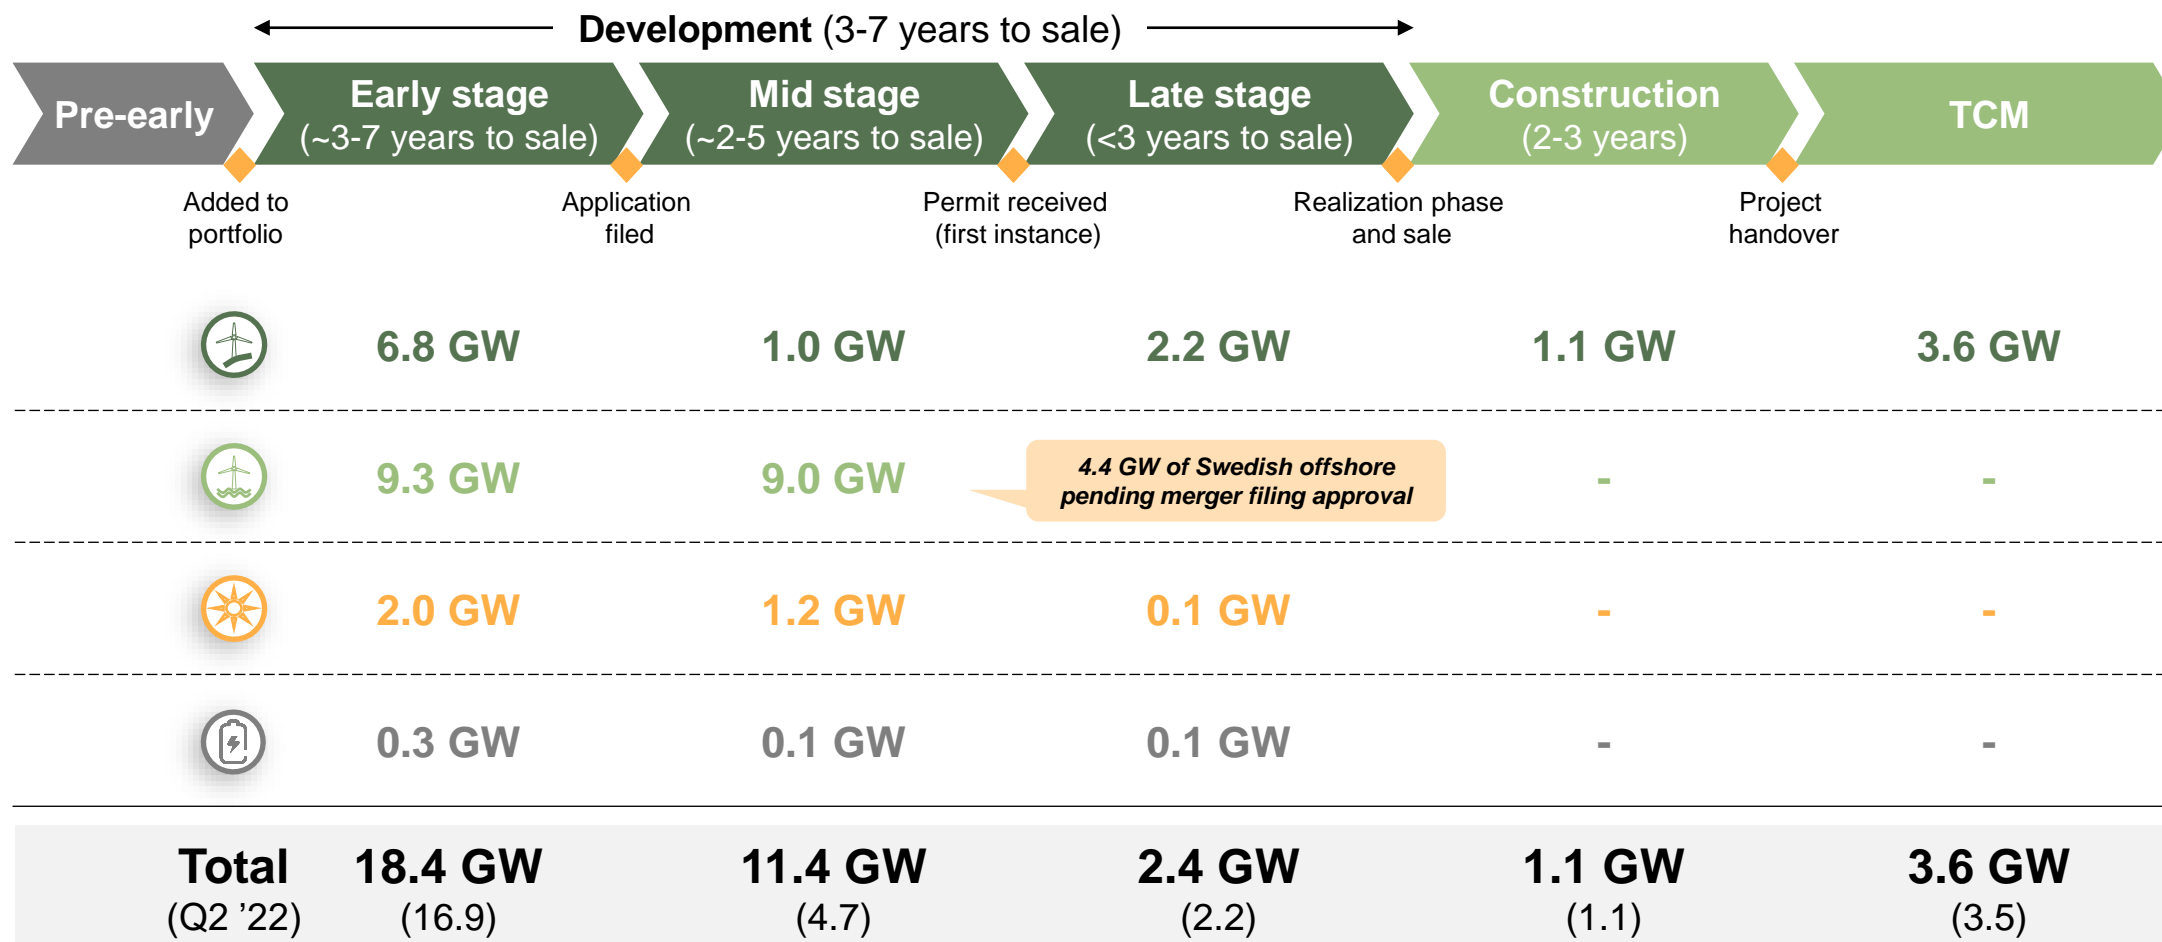 Development (3-7 years to sale)
Pre-early
Early stage
(~3-7 years to sale)
Mid stage
(~2-5 years to sale)
Late stage
(<3 years to sale)
Construction
(2-3 years)
TCM
Added to
portfolio
Application
filed
Permit received
(first instance)
Realization phase
and sale
Project
handover
6.8 GW 1.0 GW 2.2 GW 1.1 GW 3.6 GW
9.3 GW 9.0 GW - -
4.4 GW of Swedish offshore
pending merger filing approval
2.0 GW 1.2 GW 0.1 GW - -
0.3 GW 0.1 GW 0.1 GW - -
Total 18.4 GW 11.4 GW 2.4 GW 1.1 GW 3.6 GW
(Q2 ’22) (16.9) (4.7) (2.2) (1.1) (3.5)